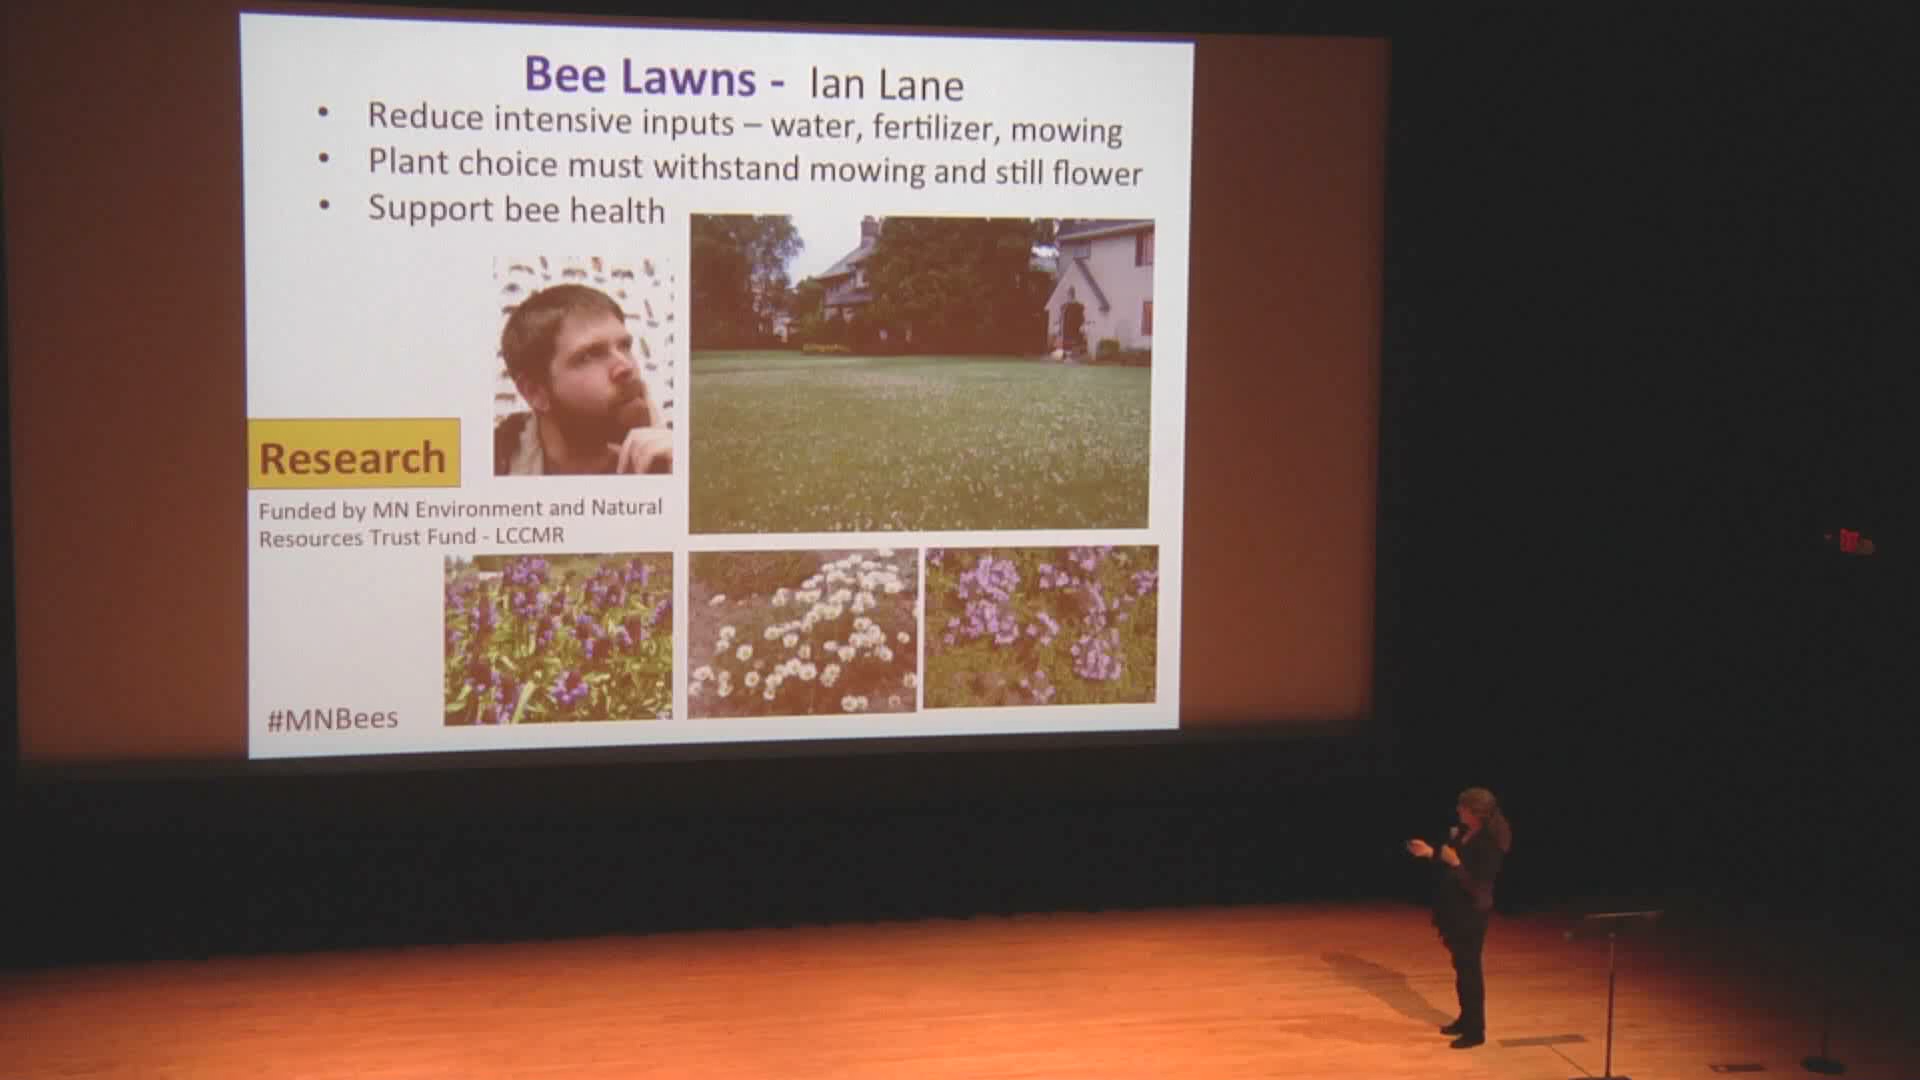 Bee Lawns - Ian Lane
• Reduce intensive inputs – water, fertilizer, mowing
• Plant choice must withstand mowing and still flower
• Support bee health
Research
Funded by MN Environment and Natural
Resources Trust Fund - LCCMR
#MNBees
EXIT